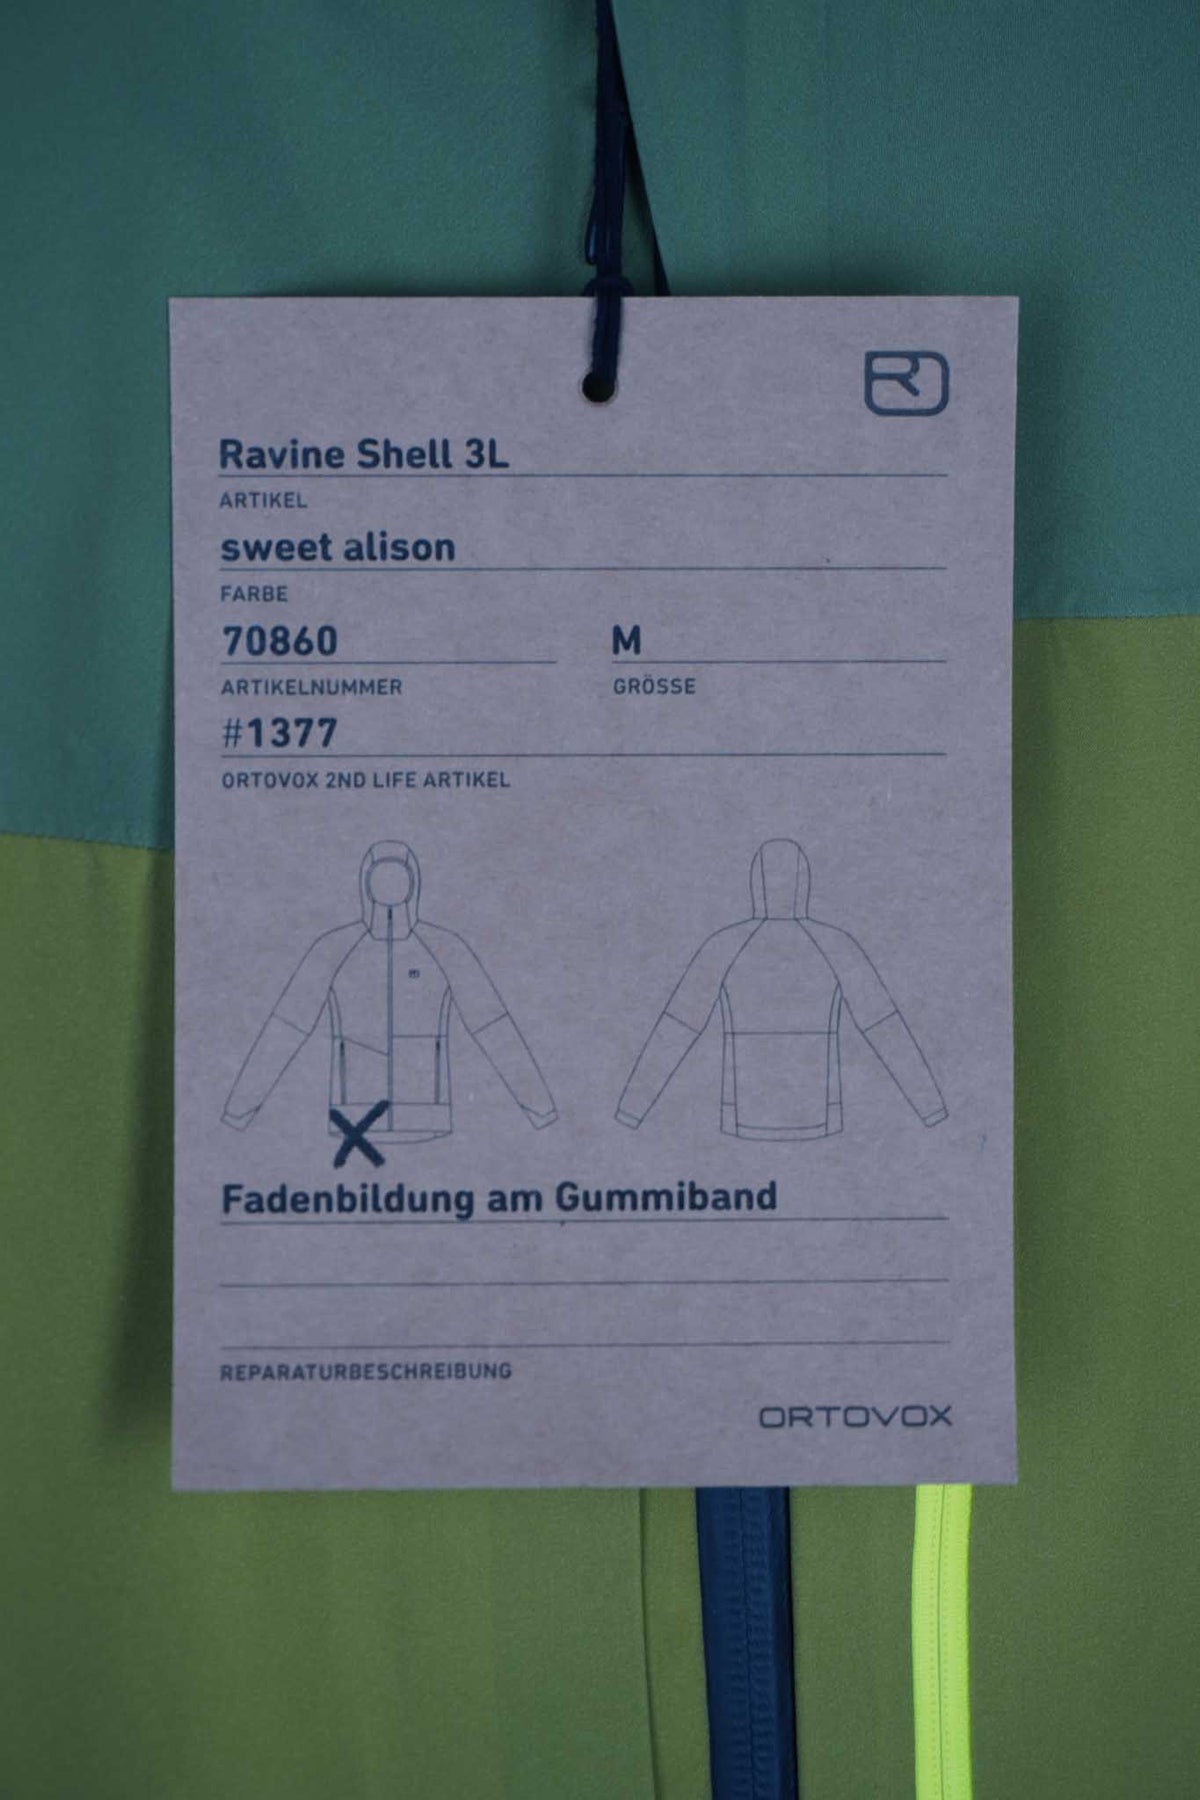 Ravine Shell 3L
ARTIKEL
sweet alison
FARBE
70860 M
ARTIKELNUMMER GRÖSSE
#1377
ORTOVOX 2ND LIFE ARTIKEL
Fadenbildung am Gummiband
REPARATURBESCHREIBUNG
ORTOVOX